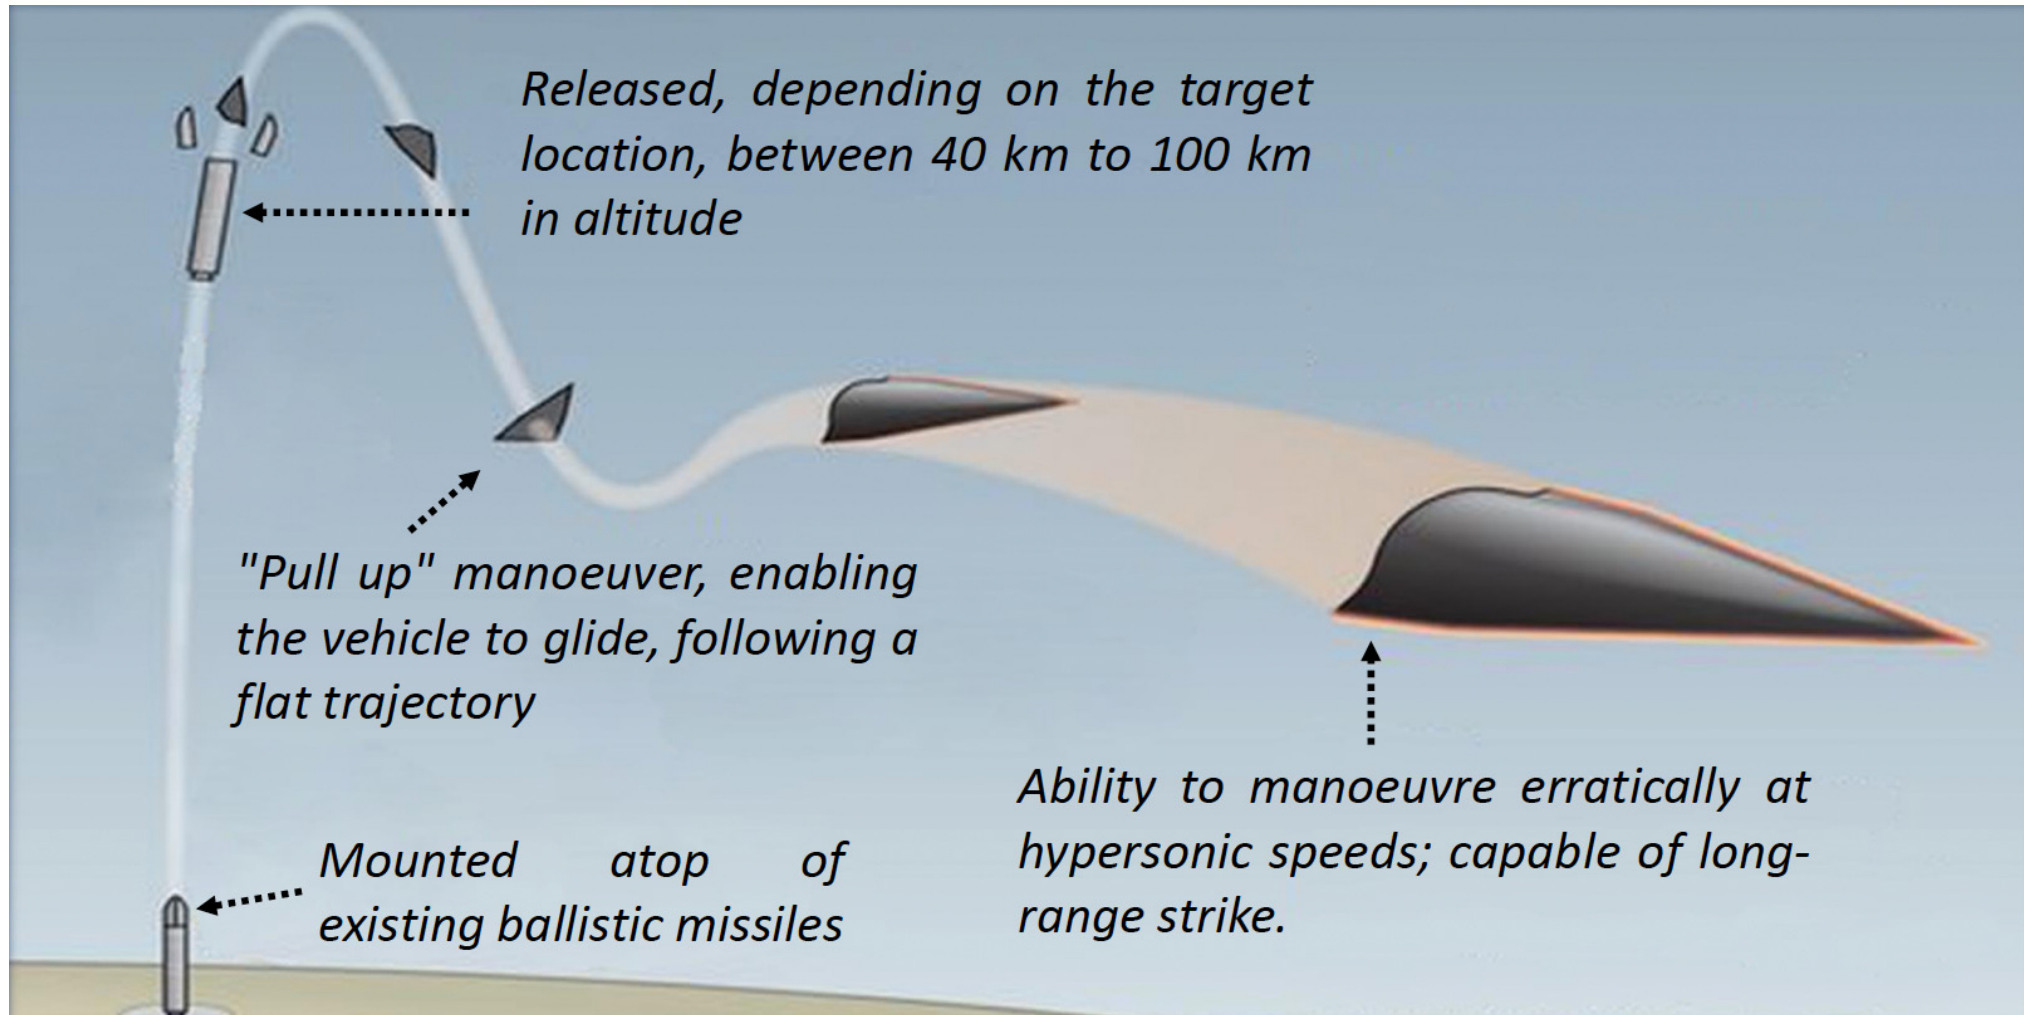 Released, depending on the target
location, between 40 km to 100 km
in altitude
"Pull up" manoeuver, enabling
the vehicle to glide, following a
flat trajectory
Mounted atop of
existing ballistic missiles
Ability to manoeuvre erratically at
hypersonic speeds; capable of long-
range strike.